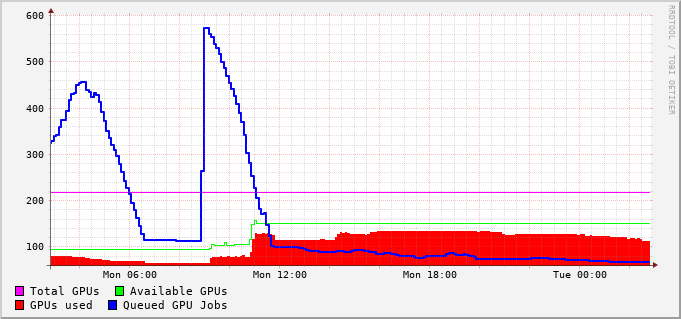 600
500
400
300
200
100
Mon 06:00 Mon 12:00 Mon 18:00 Tue 00:00
Total GPUs Available GPUs
GPUs used Queued GPU Jobs
RRDTOOL / TOBI OETIKER